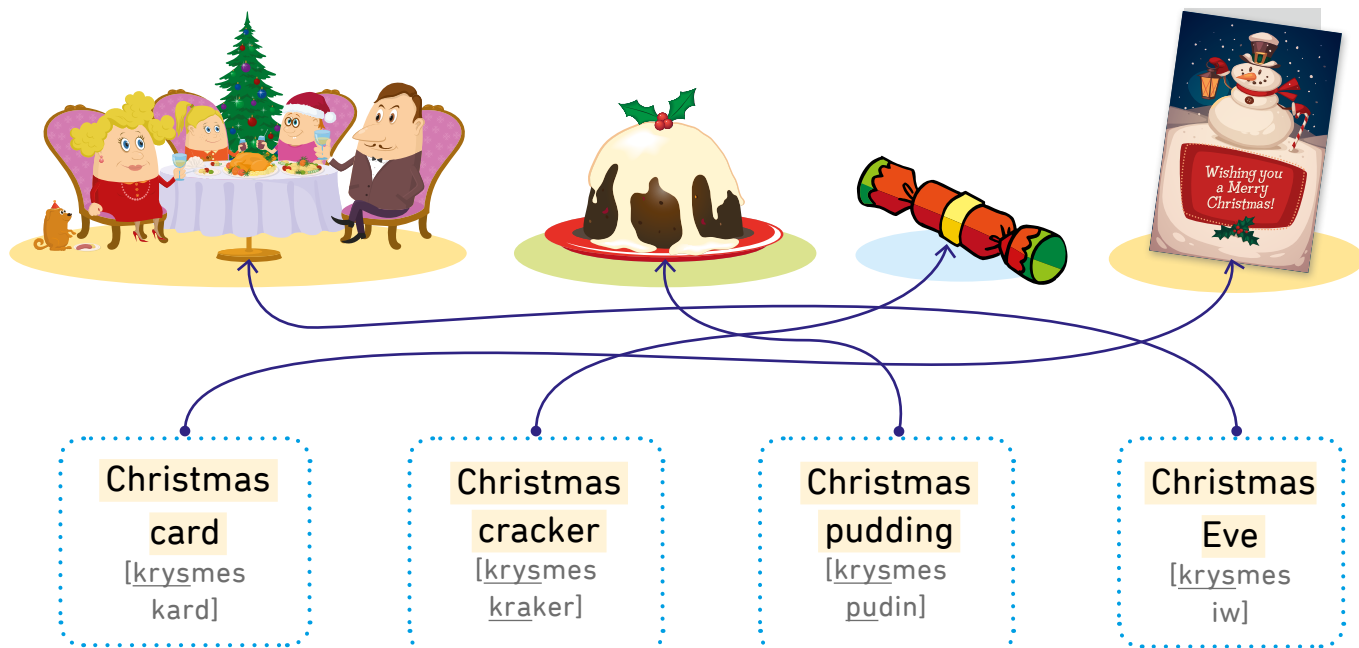 Wishing you
a Merry
Christmas!
Christmas
card
[krysmes
kard]
Christmas
cracker
[krysmes
kraker]
Christmas
pudding
[krysmes
pudin]
Christmas
Eve
[krysmes
iw]